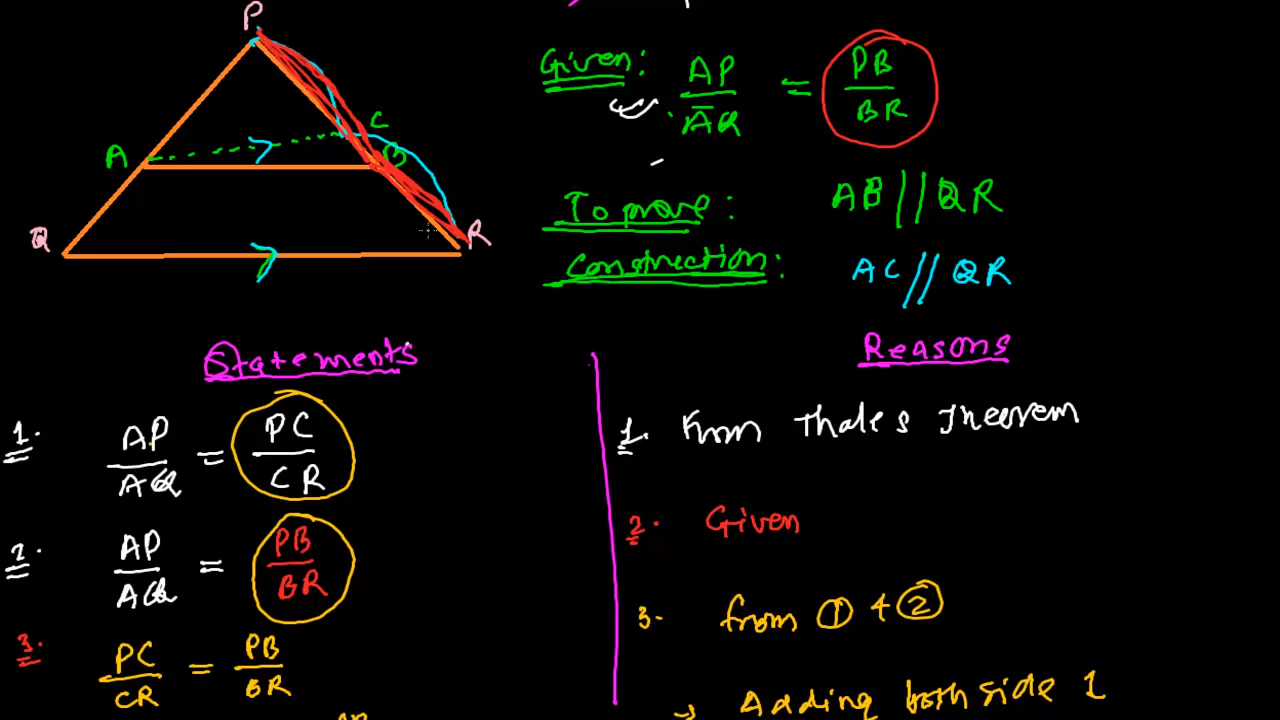 P
A
C
B
Q
R
Given: AP/AQ = PB/BR
To prove: AB // QR
Construction: AC // QR
Statements
Reasons
1. AP/AQ = PC/CR
1. From Thale's Theorem
2. AP/AQ = PB/BR
2. Given
3. PC/CR = PB/BR
3. from ① & ②
→ Adding both side 1